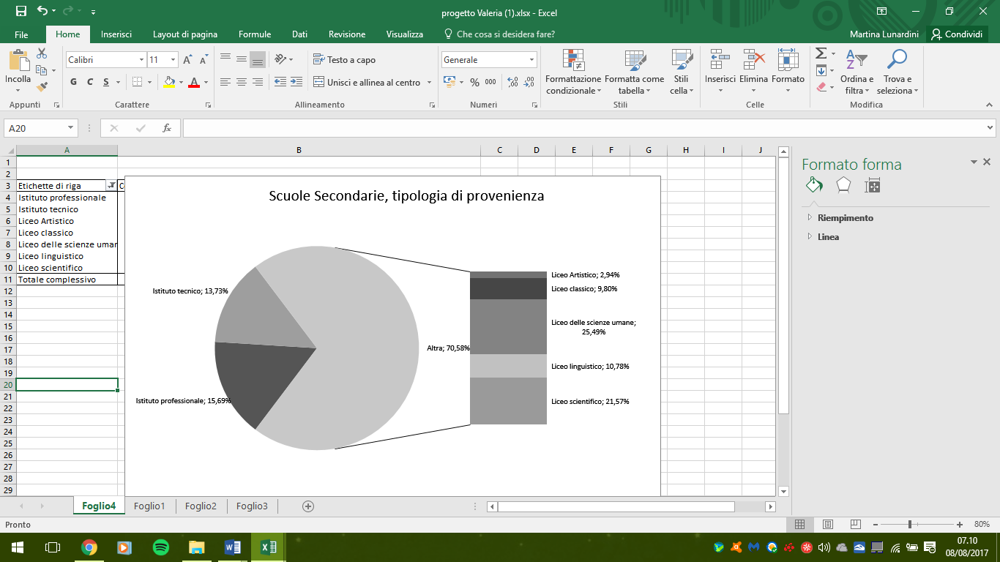 progetto Valeria (1).xlsx - Excel
File Home Inserisci Layout di pagina Formule Dati Revisione Visualizza Che cosa si desidera fare? Martina Lunardini Condividi
Incolla
Calibri 11
G C S
Testo a capo
Unisci e allinea al centro
Generale
% 000
Formattazione condizionale
Formatta come tabella
Stili cella
Inserisci Elimina Formato
Ordina e filtra
Trova e seleziona
Appunti Carattere Allineamento Numeri Stili Celle Modifica
A20 fx
A B C D E F G H I J
1
2
3 Etichette di riga C
4 Istituto professionale
5 Istituto tecnico
6 Liceo Artistico
7 Liceo classico
8 Liceo delle scienze umar
9 Liceo linguistico
10 Liceo scientifico
11 Totale complessivo
12
13
14
15
16
17
18
19
20
21
22
23
24
25
26
27
28
29
Scuole Secondarie, tipologia di provenienza
Istituto tecnico; 13,73%
Istituto professionale; 15,69%
Altra; 70,58%
Liceo Artistico; 2,94%
Liceo classico; 9,80%
Liceo delle scienze umane;
25,49%
Liceo linguistico; 10,78%
Liceo scientifico; 21,57%
Formato forma
Riempimento
Linea
Foglio4 Foglio1 Foglio2 Foglio3
Pronto 80%
07.10
08/08/2017